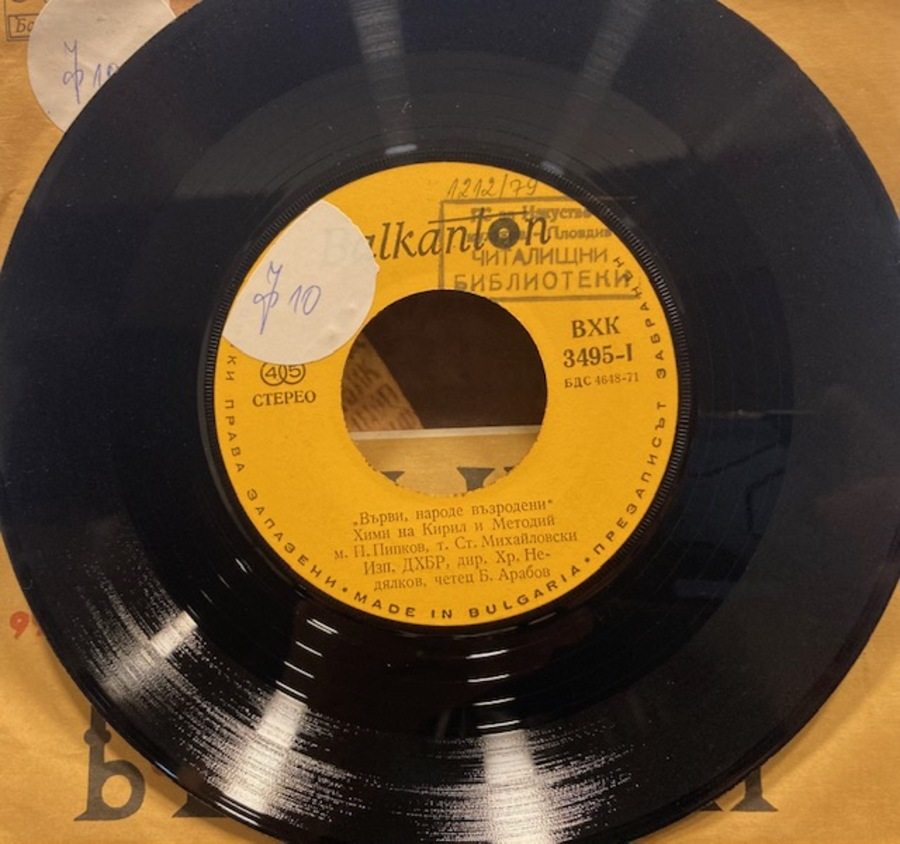 Ф 10
1212/79
Balkanton
Пловдив
ЧИТАЛИЩНИ
БИБЛИОТЕКИ
Ф 10
ВХК
3495-I
БДС 4648-71
45
СТЕРЕО
„Върви, народе възродени“
Химн на Кирил и Методий
м. П. Пипков, т. Ст. Михайловски
Изп. ДХБР, дир. Хр. Не-
дялков, четец Б. Арабов
КИ ПРАВА ЗАПАЗЕНИ • MADE IN BULGARIA • ПРЕЗАПИСЪТ ЗАБРАНЕН